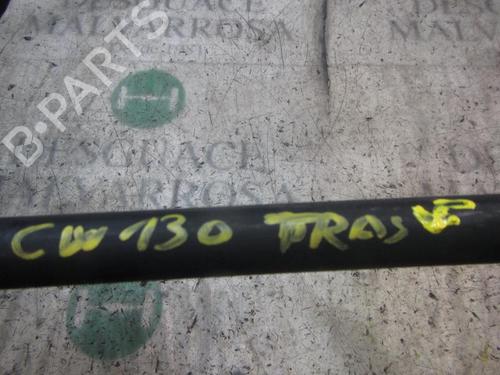 DESGUACE
MALVARROSA
B-PARTS
DESGUACE
MALVARROSA
CW 130 TRAS